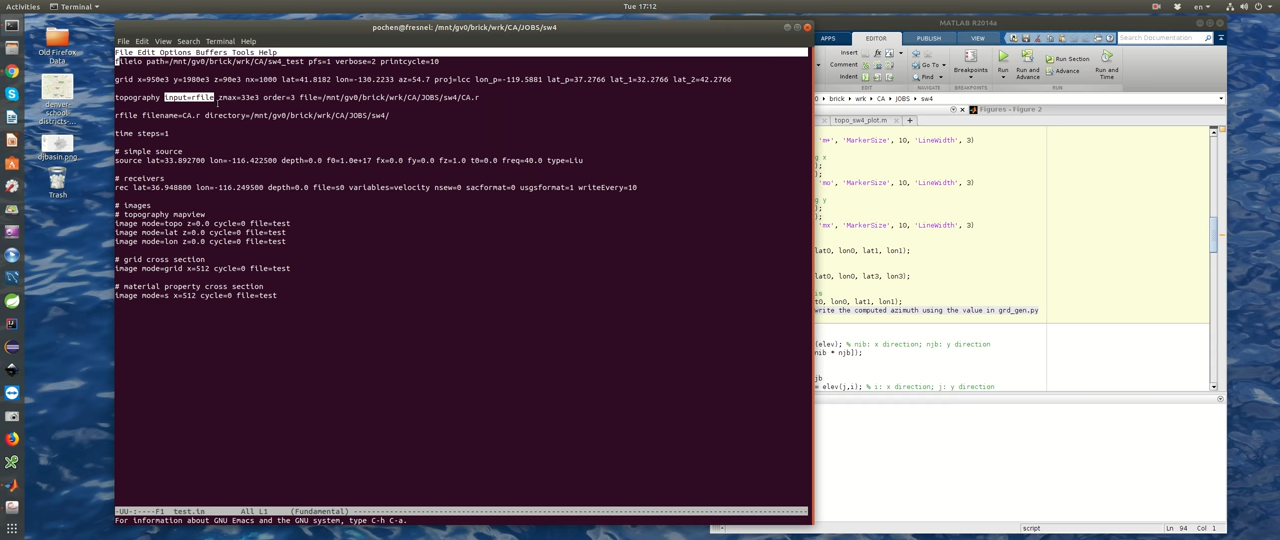 Activities
Terminal
Tue 17:12
en
Old Firefox
Data
denver-
school-
districts-...
djbasin.png
Trash
pochen@fresnel: /mnt/gv0/brick/wrk/CA/JOBS/sw4
File Edit View Search Terminal Help
File Edit Options Buffers Tools Help
fileio path=/mnt/gv0/brick/wrk/CA/sw4_test pfs=1 verbose=2 printcycle=10
grid x=950e3 y=1980e3 z=90e3 nx=1000 lat=41.8182 lon=-130.2233 az=54.7 proj=lcc lon_p=-119.5881 lat_p=37.2766 lat_1=32.2766 lat_2=42.2766
topography input=rfile zmax=33e3 order=3 file=/mnt/gv0/brick/wrk/CA/JOBS/sw4/CA.r
rfile filename=CA.r directory=/mnt/gv0/brick/wrk/CA/JOBS/sw4/
time steps=1
# simple source
source lat=33.892700 lon=-116.422500 depth=0.0 f0=1.0e+17 fx=0.0 fy=0.0 fz=1.0 t0=0.0 freq=40.0 type=Liu
# receivers
rec lat=36.948800 lon=-116.249500 depth=0.0 file=s0 variables=velocity nsew=0 sacformat=0 usgsformat=1 writeEvery=10
# images
# topography mapview
image mode=topo z=0.0 cycle=0 file=test
image mode=lat z=0.0 cycle=0 file=test
image mode=lon z=0.0 cycle=0 file=test
# grid cross section
image mode=grid x=512 cycle=0 file=test
# material property cross section
image mode=s x=512 cycle=0 file=test
-UU-:----F1 test.in All L1 (Fundamental)
For information about GNU Emacs and the GNU system, type C-h C-a.
MATLAB R2014a
APPS
EDITOR
PUBLISH
VIEW
Search Documentation
Insert
fx
Comment
Indent
Go To
Find
Breakpoints
Run
Run and
Advance
Run Section
Advance
Run and
Time
EDIT
NAVIGATE
BREAKPOINTS
RUN
brick
wrk
CA
JOBS
sw4
Figures - Figure 2
topo_sw4_plot.m
'm+', 'MarkerSize', 10, 'LineWidth', 3)
g x
);
);
'mo', 'MarkerSize', 10, 'LineWidth', 3)
g y
);
);
'mx', 'MarkerSize', 10, 'LineWidth', 3)
lat0, lon0, lat1, lon1);
lat0, lon0, lat3, lon3);
is
t0, lon0, lat1, lon1);
write the computed azimuth using the value in grd_gen.py
(elev); % nib: x direction; njb: y direction
[nib * njb]);
jb
= elev(j,i); % i: x direction; j: y direction
script
Ln 94 Col 1